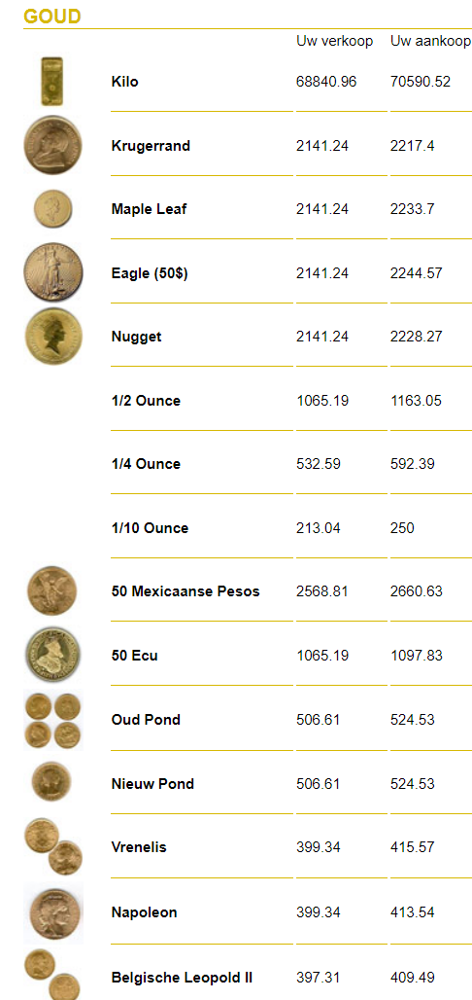 GOUD
Uw verkoop Uw aankoop
Kilo 68840.96 70590.52
Krugerrand 2141.24 2217.4
Maple Leaf 2141.24 2233.7
Eagle (50$) 2141.24 2244.57
Nugget 2141.24 2228.27
1/2 Ounce 1065.19 1163.05
1/4 Ounce 532.59 592.39
1/10 Ounce 213.04 250
50 Mexicaanse Pesos 2568.81 2660.63
50 Ecu 1065.19 1097.83
Oud Pond 506.61 524.53
Nieuw Pond 506.61 524.53
Vrenelis 399.34 415.57
Napoleon 399.34 413.54
Belgische Leopold II 397.31 409.49